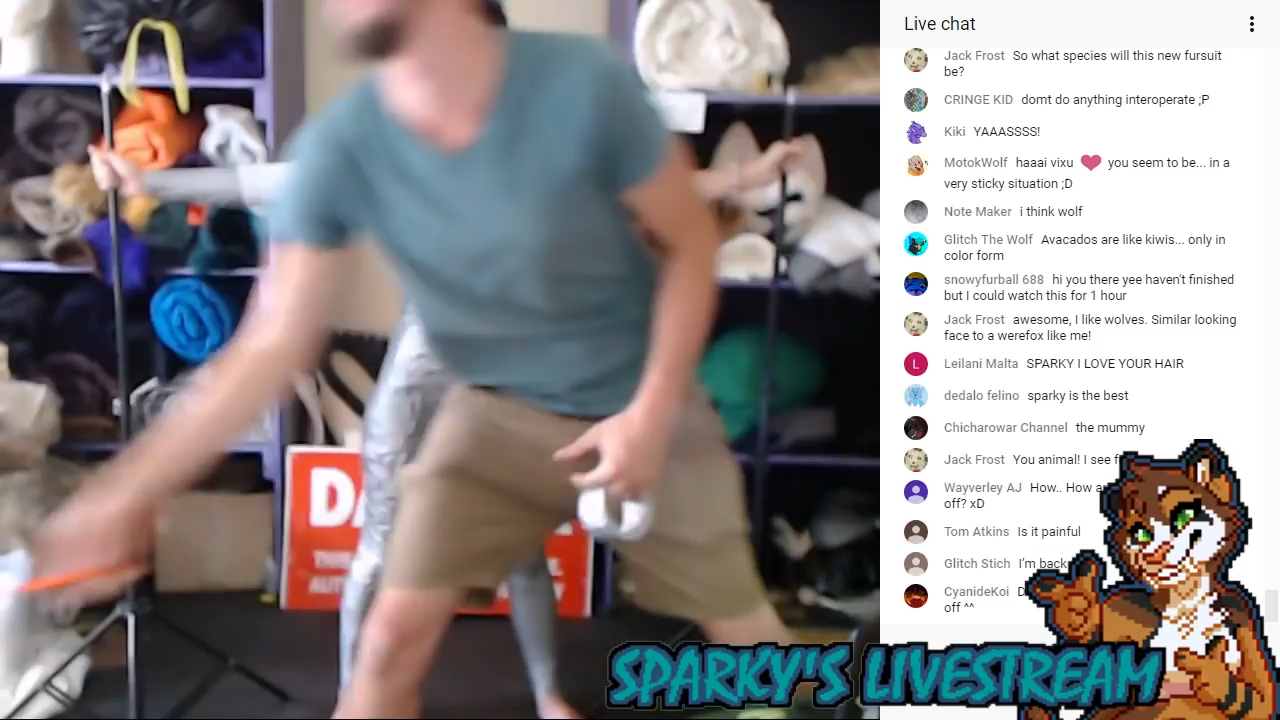 Live chat
Jack Frost So what species will this new fursuit
be?
CRINGE KID domt do anything interoperate ;P
Kiki YAAASSSS!
MotokWolf haaai vixu you seem to be... in a
very sticky situation ;D
Note Maker i think wolf
Glitch The Wolf Avacados are like kiwis... only in
color form
snowyfurball 688 hi you there yee haven't finished
but I could watch this for 1 hour
Jack Frost awesome, I like wolves. Similar looking
face to a werefox like me!
L Leilani Malta SPARKY I LOVE YOUR HAIR
dedalo felino sparky is the best
Chicharowar Channel the mummy
Jack Frost You animal! I see
Wayverley AJ How.. How
off? xD
Tom Atkins Is it painful
Glitch Stich I'm back
CyanideKoi
off ^^
SPARKY'S LIVESTREAM